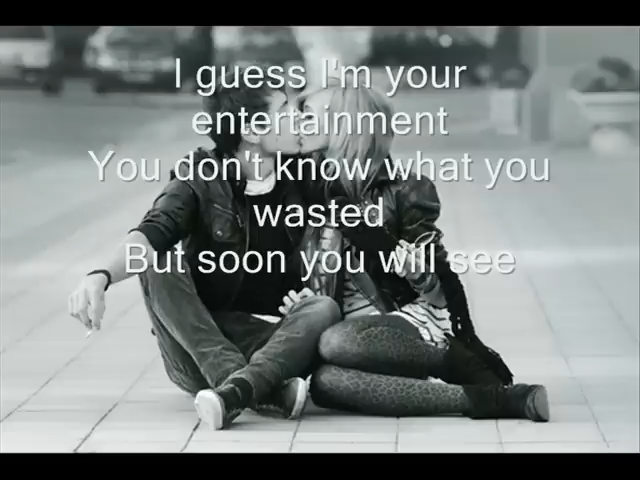 I guess I'm your
entertainment
You don't know what you
wasted
But soon you will see